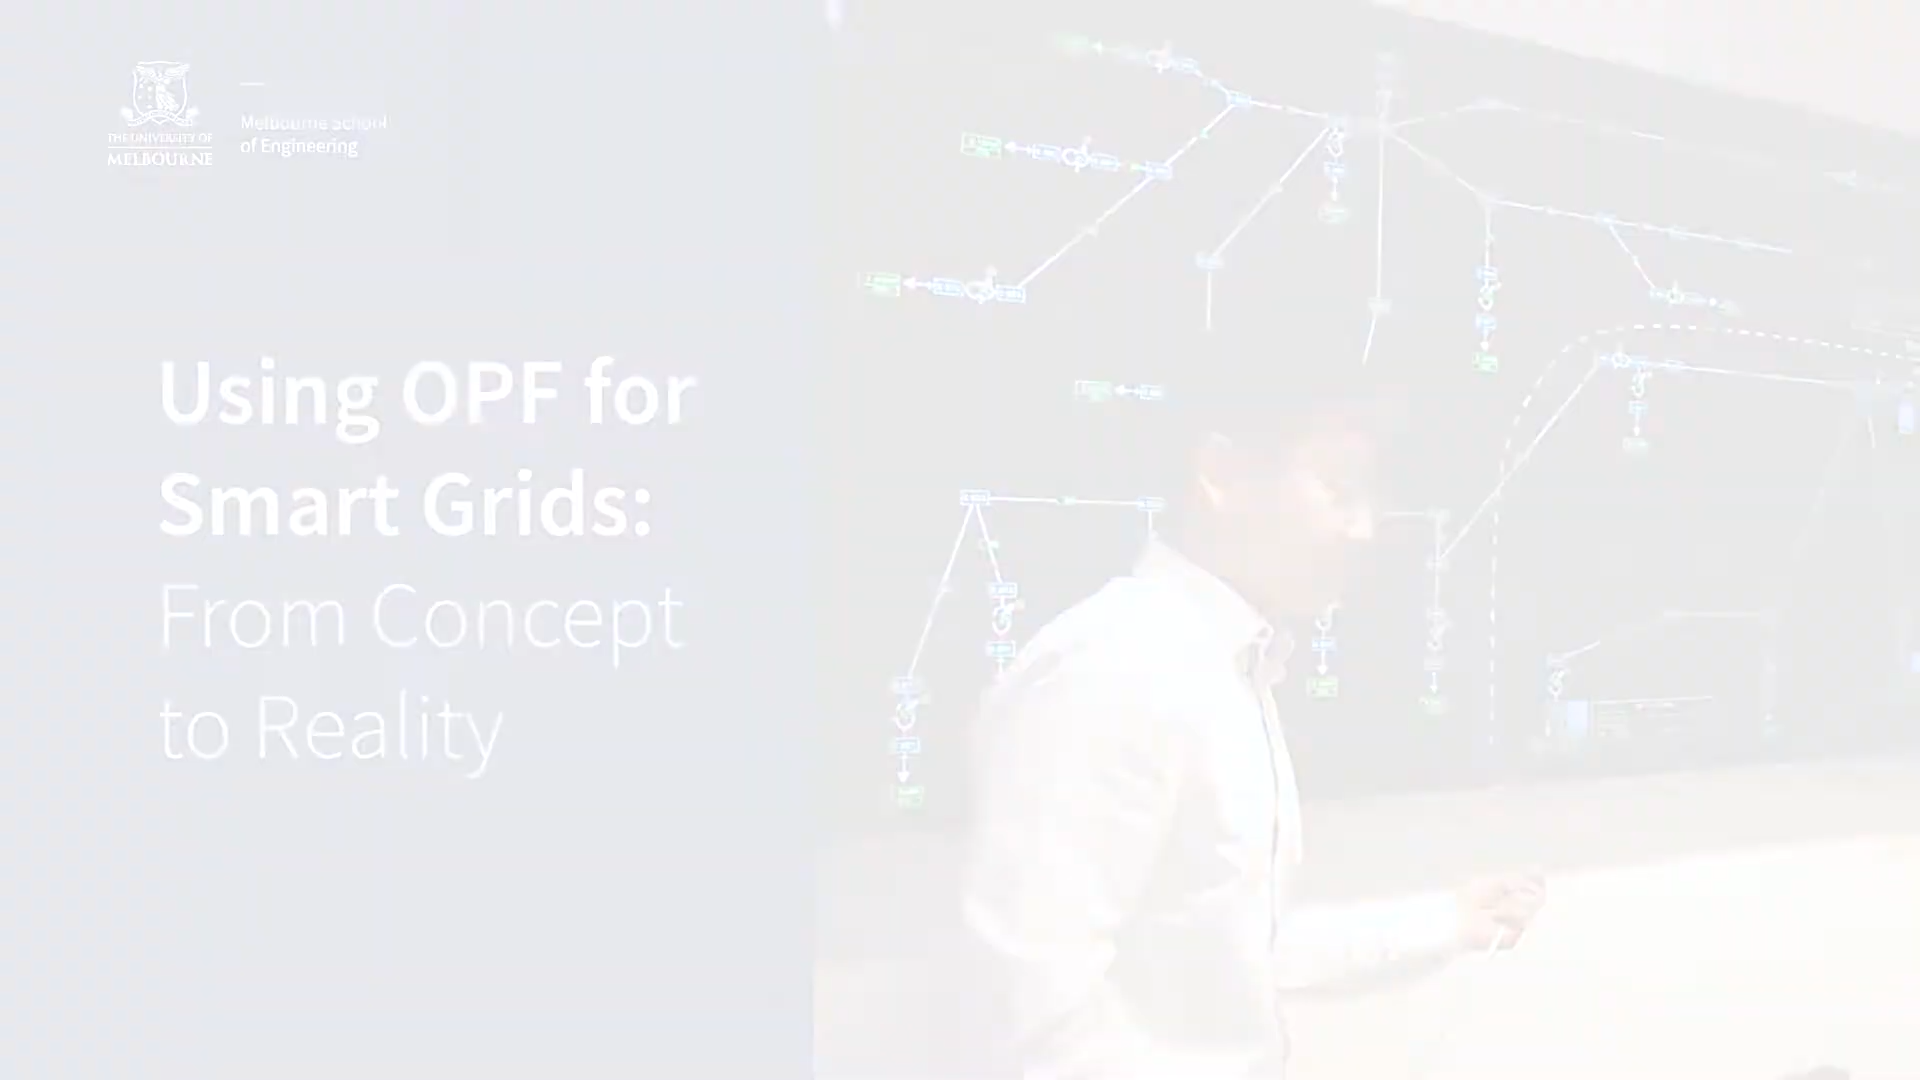 THE UNIVERSITY OF
MELBOURNE
Melbourne School
of Engineering
Using OPF for
Smart Grids:
From Concept
to Reality